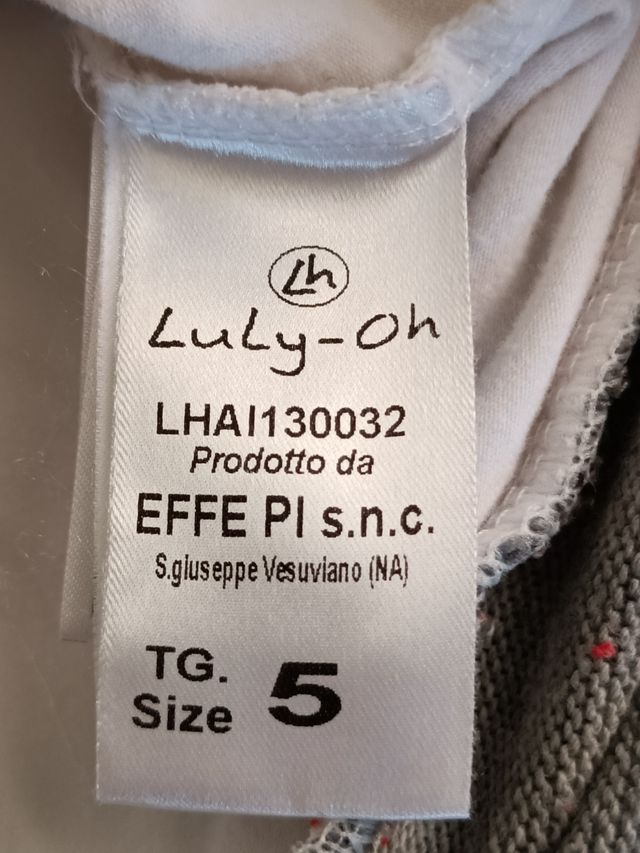 Lh
LuLy-Oh
LHAI130032
Prodotto da
EFFE PI s.n.c.
S.giuseppe Vesuviano (NA)
TG.
Size 5